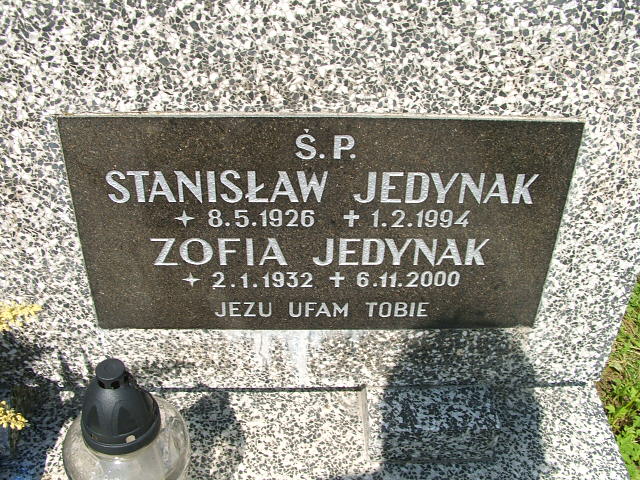 Ś.P.
STANISŁAW JEDYNAK
✦ 8.5.1926 ✝ 1.2.1994
ZOFIA JEDYNAK
✦ 2.1.1932 ✝ 6.11.2000
JEZU UFAM TOBIE